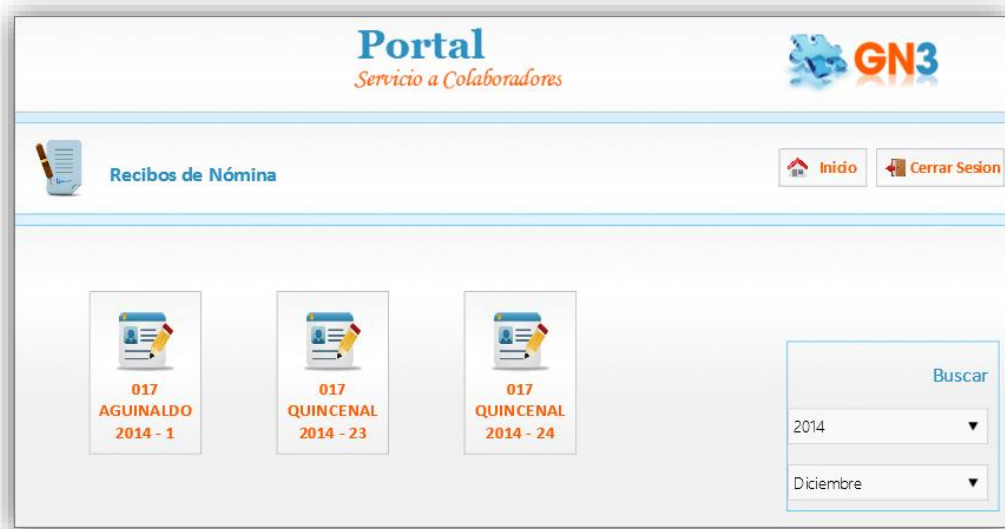 Portal
Servicio a Colaboradores
GN3
Recibos de Nómina
Inicio
Cerrar Sesion
017
AGUINALDO
2014 - 1
017
QUINCENAL
2014 - 23
017
QUINCENAL
2014 - 24
Buscar
2014
Diciembre